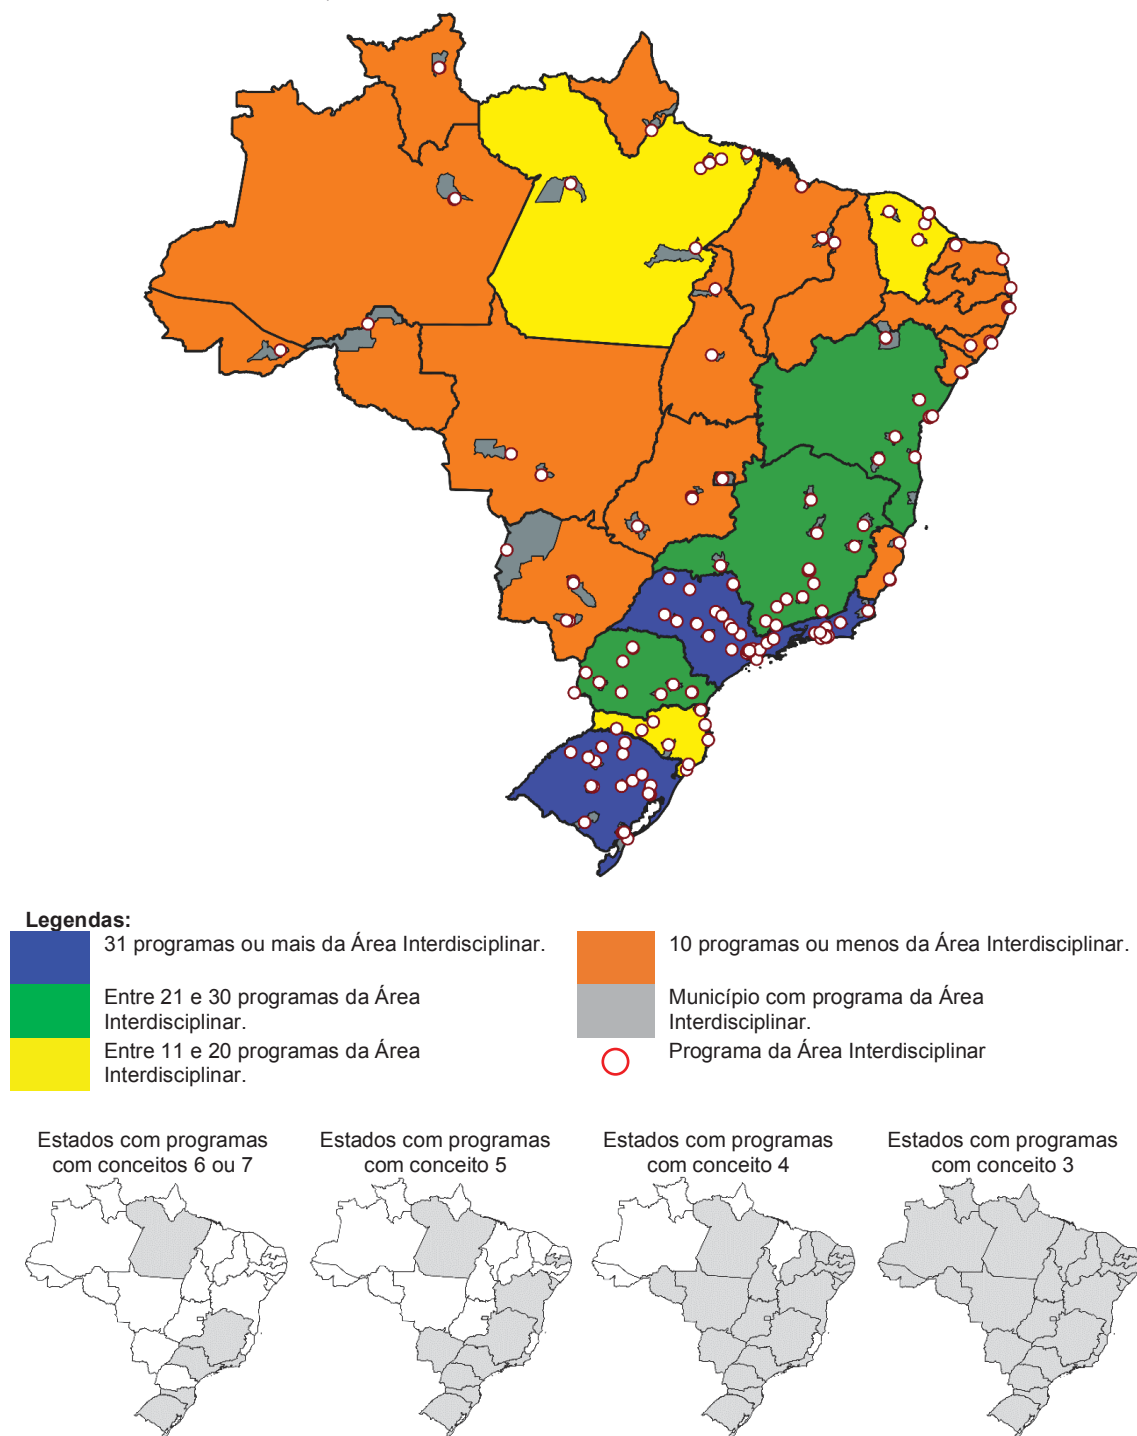 Legendas:
31 programas ou mais da Área Interdisciplinar.
10 programas ou menos da Área Interdisciplinar.
Entre 21 e 30 programas da Área
Interdisciplinar.
Município com programa da Área
Interdisciplinar.
Entre 11 e 20 programas da Área
Interdisciplinar.
Programa da Área Interdisciplinar
Estados com programas
com conceitos 6 ou 7
Estados com programas
com conceito 5
Estados com programas
com conceito 4
Estados com programas
com conceito 3